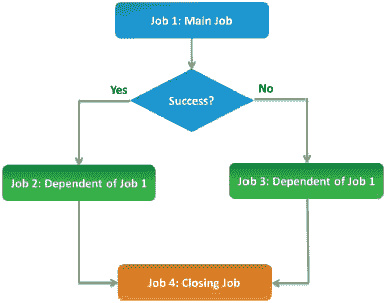 Job 1: Main Job
Success?
Yes
No
Job 2: Dependent of Job 1
Job 3: Dependent of Job 1
Job 4: Closing Job